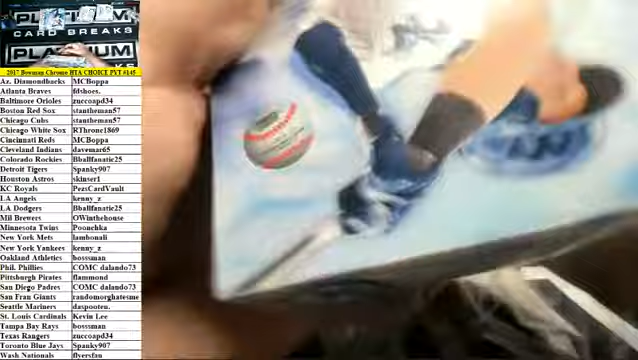 PLATINUM
CARD BREAKS
PLATINUM
2017 Bowman Chrome HTA CHOICE PYT #145
Az. Diamondbacks MCBoppa
Atlanta Braves fdshoes.
Baltimore Orioles zuccoapd34
Boston Red Sox stantheman57
Chicago Cubs stantheman57
Chicago White Sox RThrone1869
Cincinnati Reds MCBoppa
Cleveland Indians davemar65
Colorado Rockies Bballfanatic25
Detroit Tigers Spanky907
Houston Astros skinser1
KC Royals PezsCardVault
LA Angels kenny_z
LA Dodgers Bballfanatic25
Mil Brewers OWinthehouse
Minnesota Twins Poonchka
New York Mets lambonali
New York Yankees kenny_z
Oakland Athletics bosssman
Phil. Phillies COMC dalando73
Pittsburgh Pirates flammond
San Diego Padres COMC dalando73
San Fran Giants randomorghatesme
Seattle Mariners daspooten.
St. Louis Cardinals Kevin Lee
Tampa Bay Rays bosssman
Texas Rangers zuccoapd34
Toronto Blue Jays Spanky907
Wash Nationals flyersfan